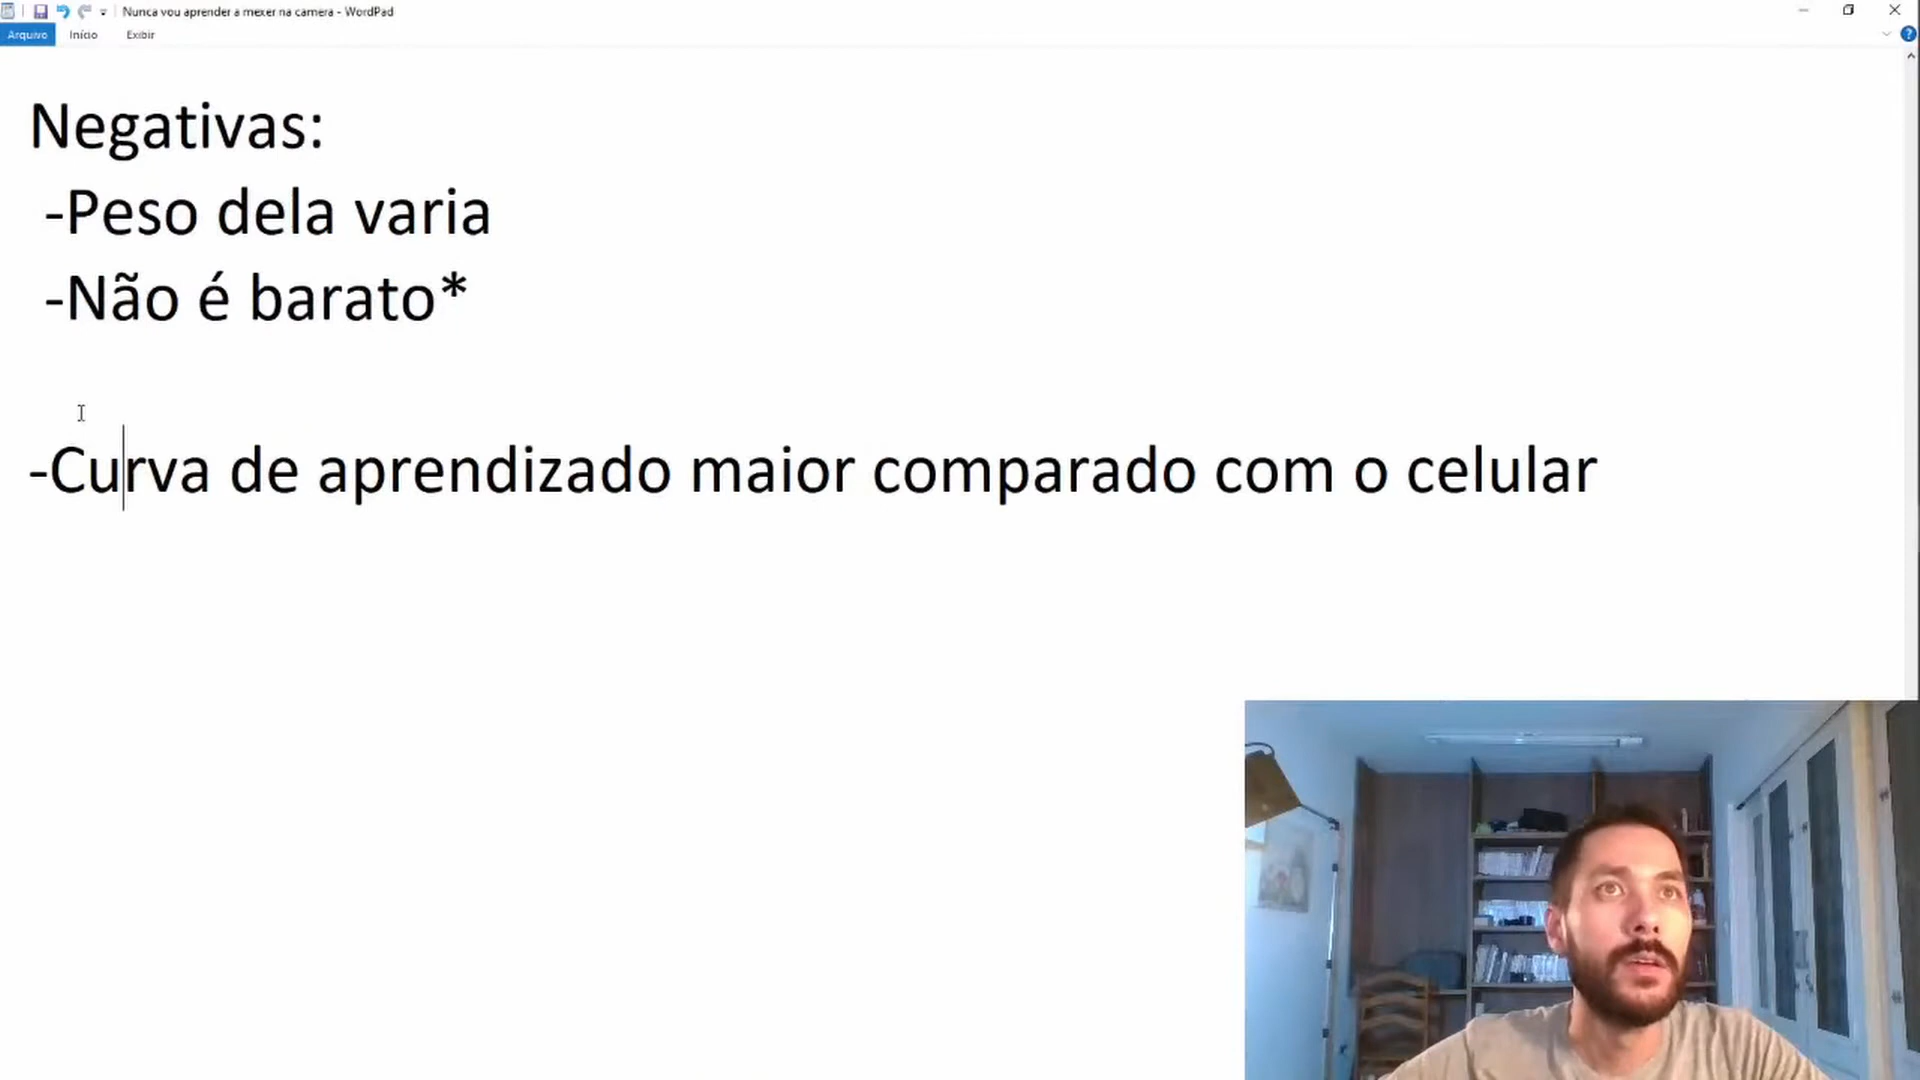 Nunca vou aprender a mexer na camera - WordPad
Arquivo Início Exibir
Negativas:
-Peso dela varia
-Não é barato*
-Curva de aprendizado maior comparado com o celular